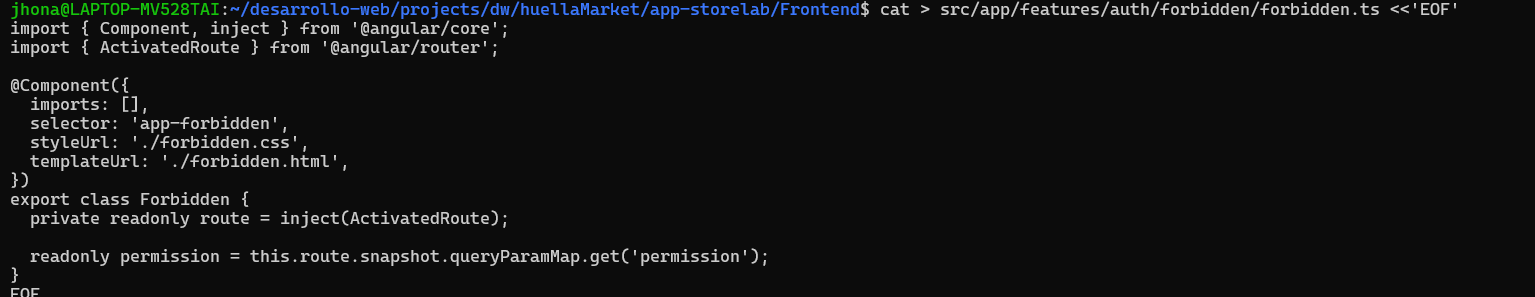 jhona@LAPTOP-MV528TAI:~/desarrollo-web/projects/dw/huellaMarket/app-storelab/Frontend$ cat > src/app/features/auth/forbidden/forbidden.ts <<'EOF'
import { Component, inject } from '@angular/core';
import { ActivatedRoute } from '@angular/router';

@Component({
  imports: [],
  selector: 'app-forbidden',
  styleUrl: './forbidden.css',
  templateUrl: './forbidden.html',
})
export class Forbidden {
  private readonly route = inject(ActivatedRoute);

  readonly permission = this.route.snapshot.queryParamMap.get('permission');
}
EOF